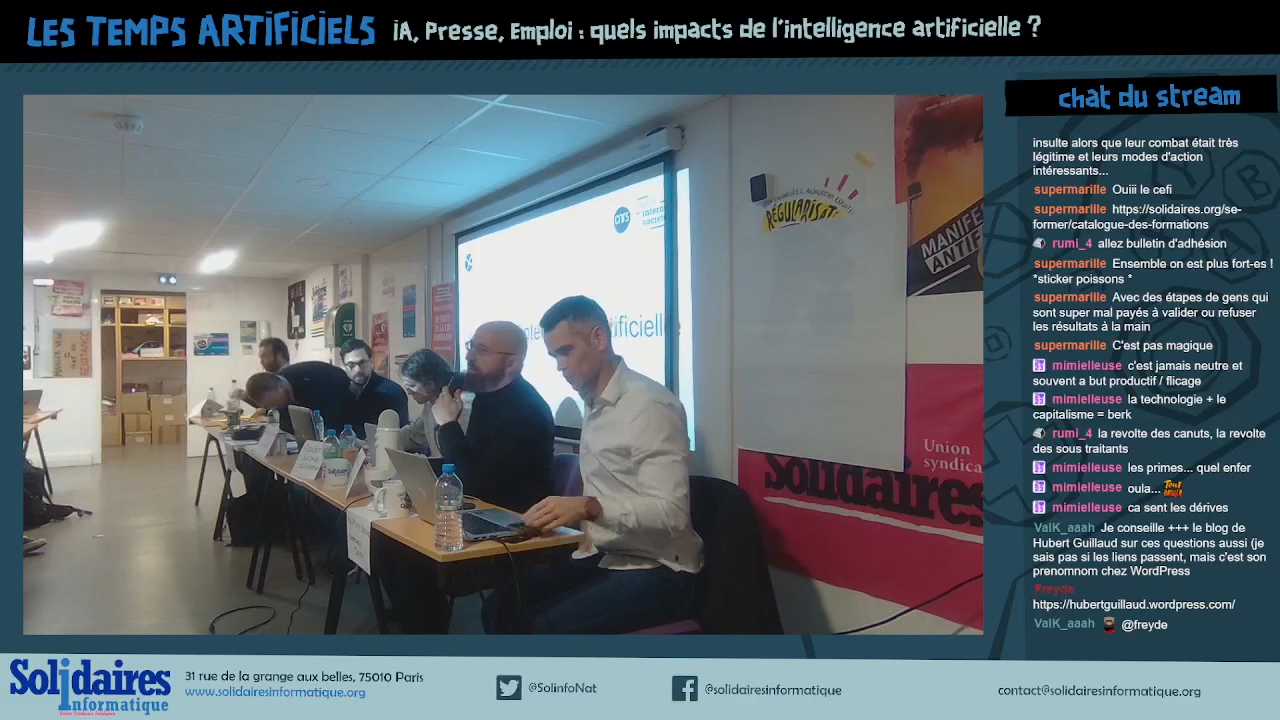 LES TEMPS ARTIFICIELS
IA, Presse, Emploi : quels impacts de l'intelligence artificielle ?
chat du stream
insulte alors que leur combat était très
légitime et leurs modes d'action
intéressants...
supermarille Ouiii le cefi
supermarille https://solidaires.org/se-
former/catalogue-des-formations
rumi_4 allez bulletin d'adhésion
supermarille Ensemble on est plus fort-es !
*sticker poissons *
supermarille Avec des étapes de gens qui
sont super mal payés à valider ou refuser
les résultats à la main
supermarille C'est pas magique
mimielleuse c'est jamais neutre et
souvent a but productif / flicage
mimielleuse la technologie + le
capitalisme = berk
rumi_4 la revolte des canuts, la revolte
des sous traitants
mimielleuse les primes... quel enfer
mimielleuse oula...
mimielleuse ca sent les dérives
ValK_aaah Je conseille +++ le blog de
Hubert Guillaud sur ces questions aussi (je
sais pas si les liens passent, mais c'est son
prenomnom chez WordPress
Freyde
https://hubertguillaud.wordpress.com/
ValK_aaah @freyde
cnrs
RÉGULARISATI
MANIFES
ANTIF
Union
syndica
Solidaires
Solidaires
Informatique
31 rue de la grange aux belles, 75010 Paris
www.solidairesinformatique.org
@SolinfoNat
@solidairesinformatique
contact@solidairesinformatique.org